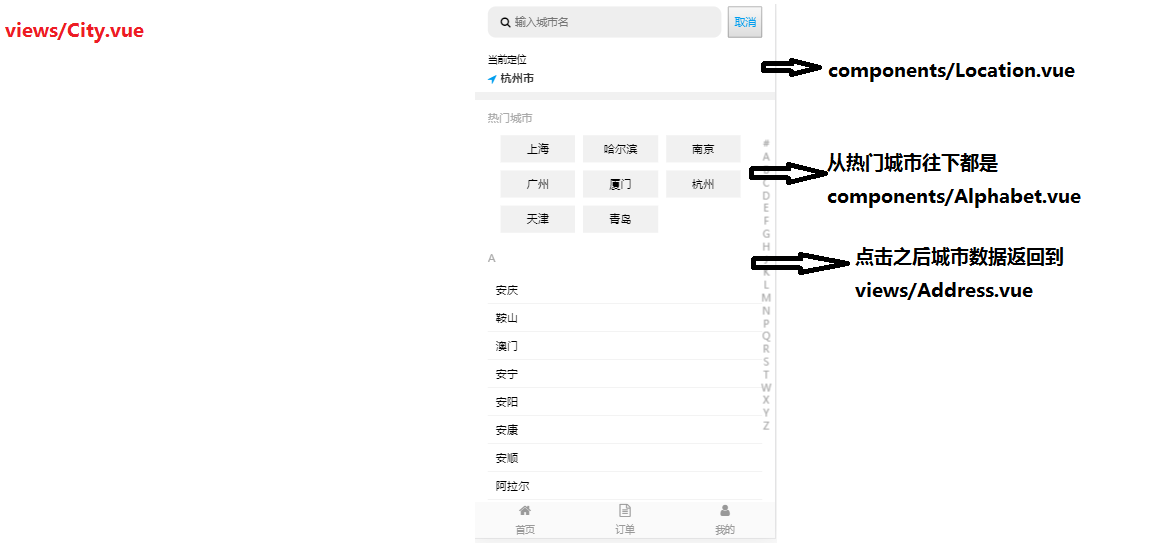 views/City.vue
输入城市名
取消
当前定位
杭州市
components/Location.vue
热门城市
上海
哈尔滨
南京
广州
厦门
杭州
天津
青岛
从热门城市往下都是
components/Alphabet.vue
点击之后城市数据返回到
views/Address.vue
A
安庆
鞍山
澳门
安宁
安阳
安康
安顺
阿拉尔
#
A
C
D
E
F
G
H
K
L
M
N
P
Q
R
S
T
W
X
Y
Z
首页
订单
我的